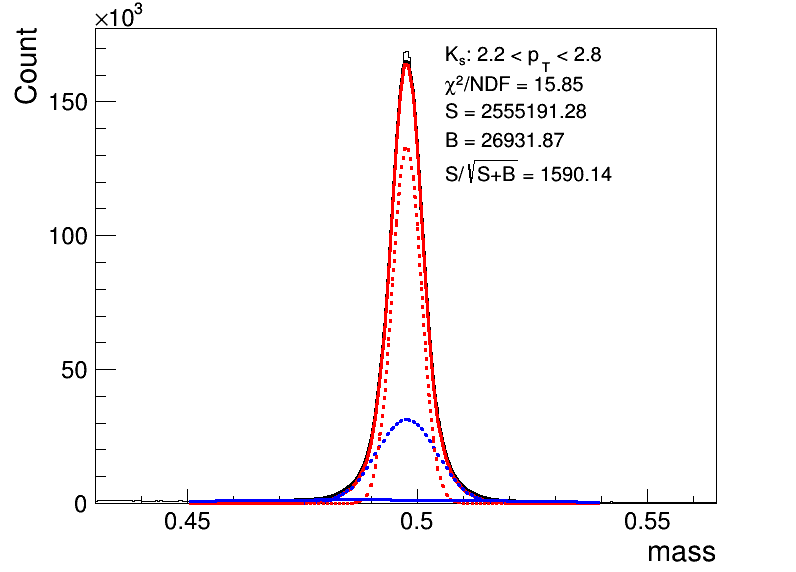 ×10³
Count
Kₛ: 2.2 < p_T < 2.8
χ²/NDF = 15.85
S = 2555191.28
B = 26931.87
S/√S+B = 1590.14
150
100
50
0
0.45 0.5 0.55
mass